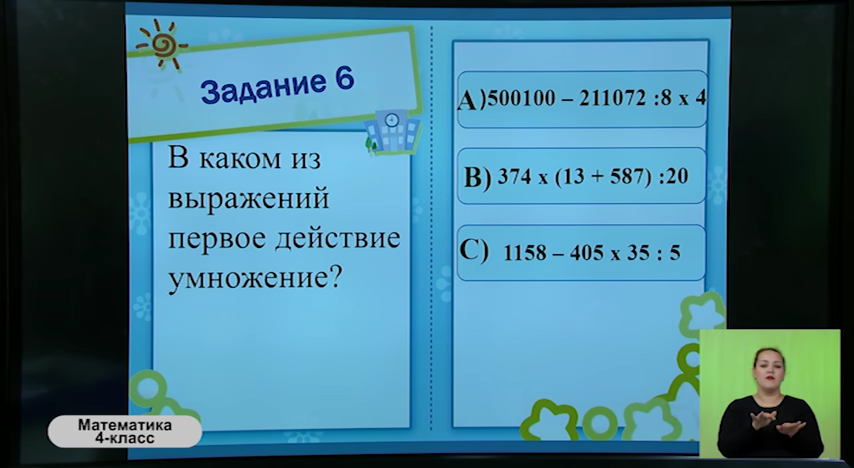 Задание 6
В каком из
выражений
первое действие
умножение?
А)500100 – 211072 :8 х 4
В) 374 х (13 + 587) :20
С) 1158 – 405 х 35 : 5
Математика
4-класс